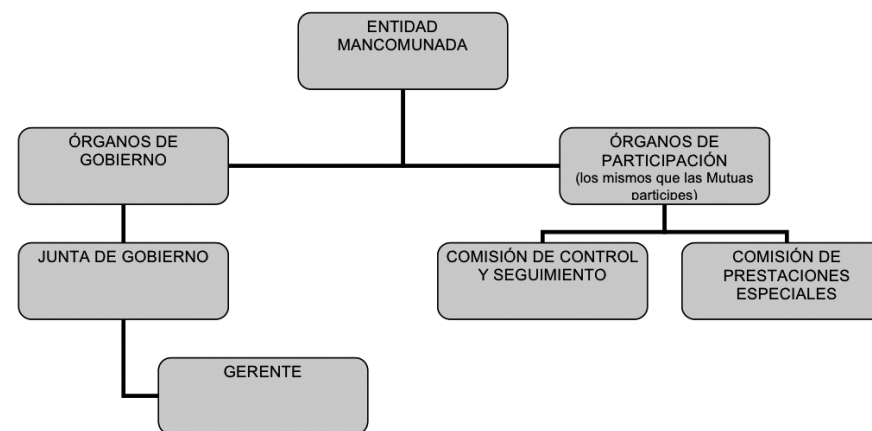 ENTIDAD
MANCOMUNADA
ÓRGANOS DE
GOBIERNO
ÓRGANOS DE
PARTICIPACIÓN
(los mismos que las Mutuas
participes)
JUNTA DE GOBIERNO
COMISIÓN DE CONTROL
Y SEGUIMIENTO
COMISIÓN DE
PRESTACIONES
ESPECIALES
GERENTE